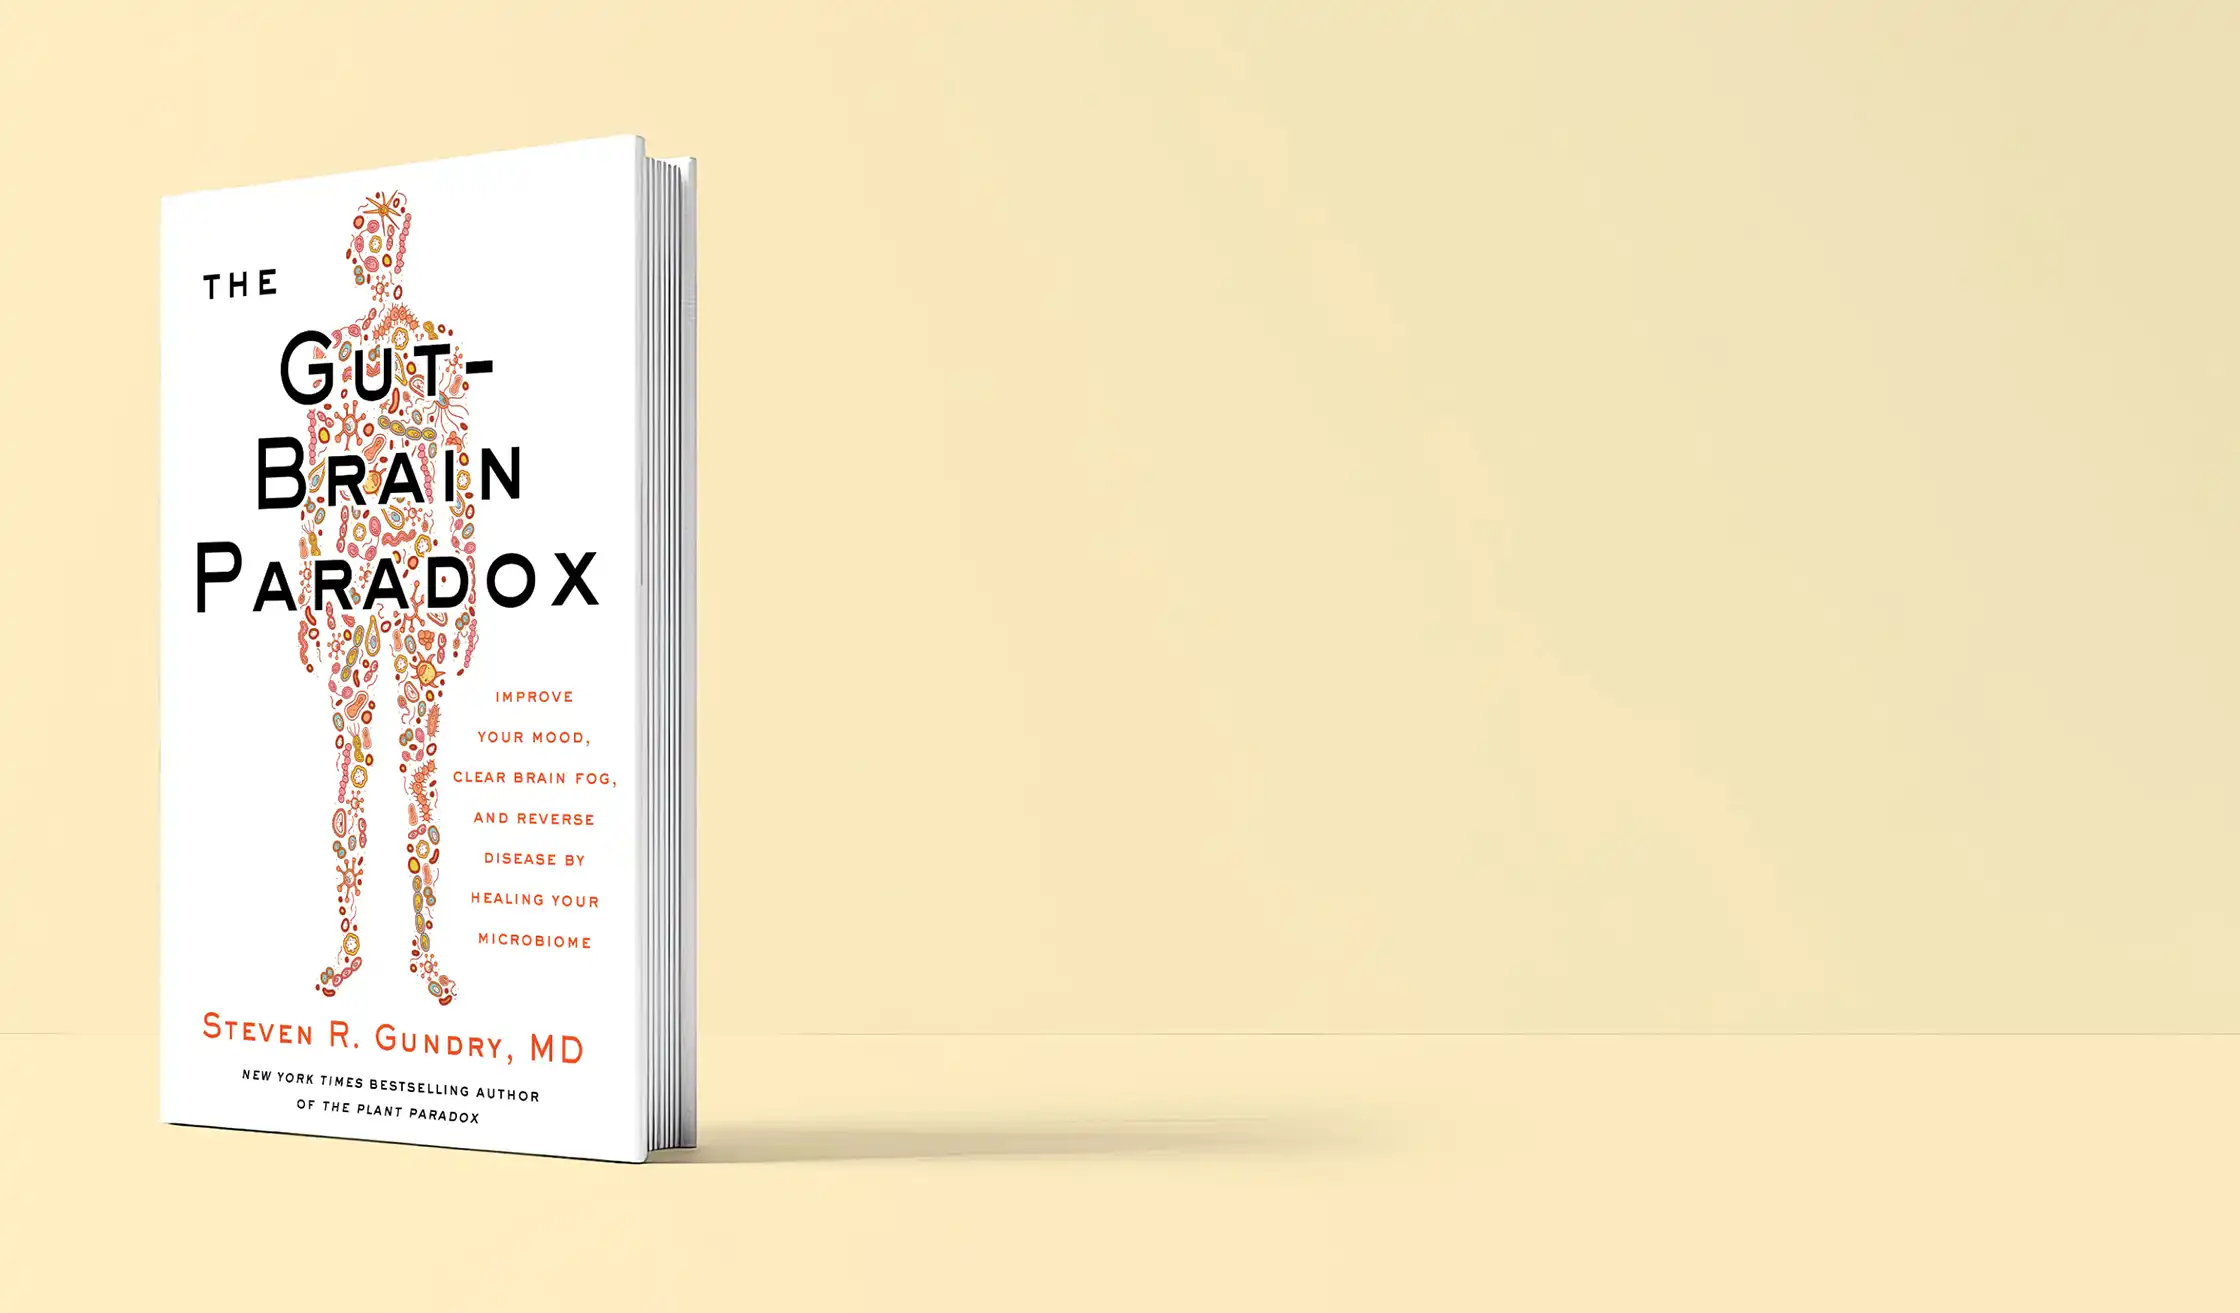 THE
GUT-
BRAIN
PARADOX
IMPROVE
YOUR MOOD,
CLEAR BRAIN FOG,
AND REVERSE
DISEASE BY
HEALING YOUR
MICROBIOME
STEVEN R. GUNDRY, MD
NEW YORK TIMES BESTSELLING AUTHOR
OF THE PLANT PARADOX